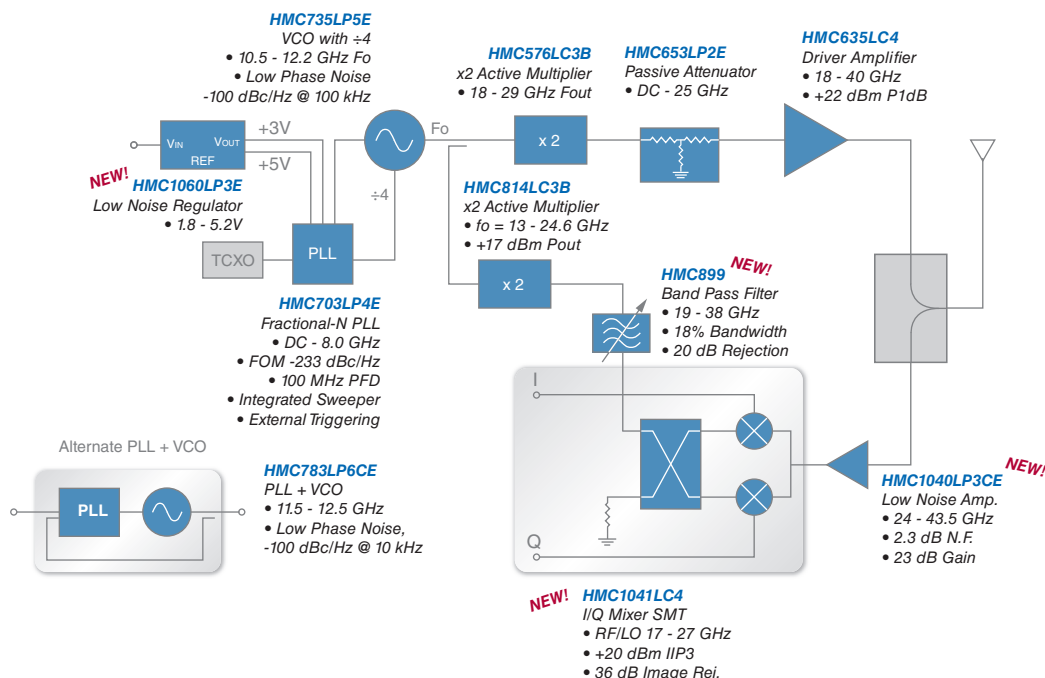 HMC735LP5E
VCO with ÷4
• 10.5 - 12.2 GHz Fo
• Low Phase Noise
-100 dBc/Hz @ 100 kHz
HMC576LC3B
x2 Active Multiplier
• 18 - 29 GHz Fout
HMC653LP2E
Passive Attenuator
• DC - 25 GHz
HMC635LC4
Driver Amplifier
• 18 - 40 GHz
• +22 dBm P1dB
VIN
VOUT
REF
+3V
+5V
Fo
÷4
x 2
NEW!
HMC1060LP3E
Low Noise Regulator
• 1.8 - 5.2V
TCXO
PLL
HMC814LC3B
x2 Active Multiplier
• fo = 13 - 24.6 GHz
• +17 dBm Pout
x 2
HMC703LP4E
Fractional-N PLL
• DC - 8.0 GHz
• FOM -233 dBc/Hz
• 100 MHz PFD
• Integrated Sweeper
• External Triggering
HMC899
NEW!
Band Pass Filter
• 19 - 38 GHz
• 18% Bandwidth
• 20 dB Rejection
I
Q
Alternate PLL + VCO
PLL
HMC783LP6CE
PLL + VCO
• 11.5 - 12.5 GHz
• Low Phase Noise,
-100 dBc/Hz @ 10 kHz
NEW!
HMC1040LP3CE
Low Noise Amp.
• 24 - 43.5 GHz
• 2.3 dB N.F.
• 23 dB Gain
NEW!
HMC1041LC4
I/Q Mixer SMT
• RF/LO 17 - 27 GHz
• +20 dBm IIP3
• 36 dB Image Rej.